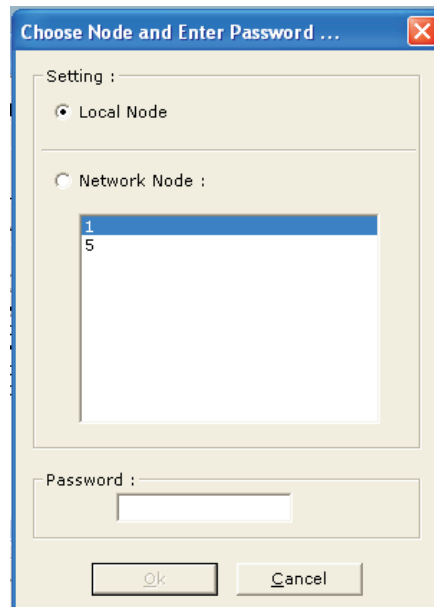 Choose Node and Enter Password ...
Setting :
Local Node
Network Node :
1
5
Password :
Ok
Cancel